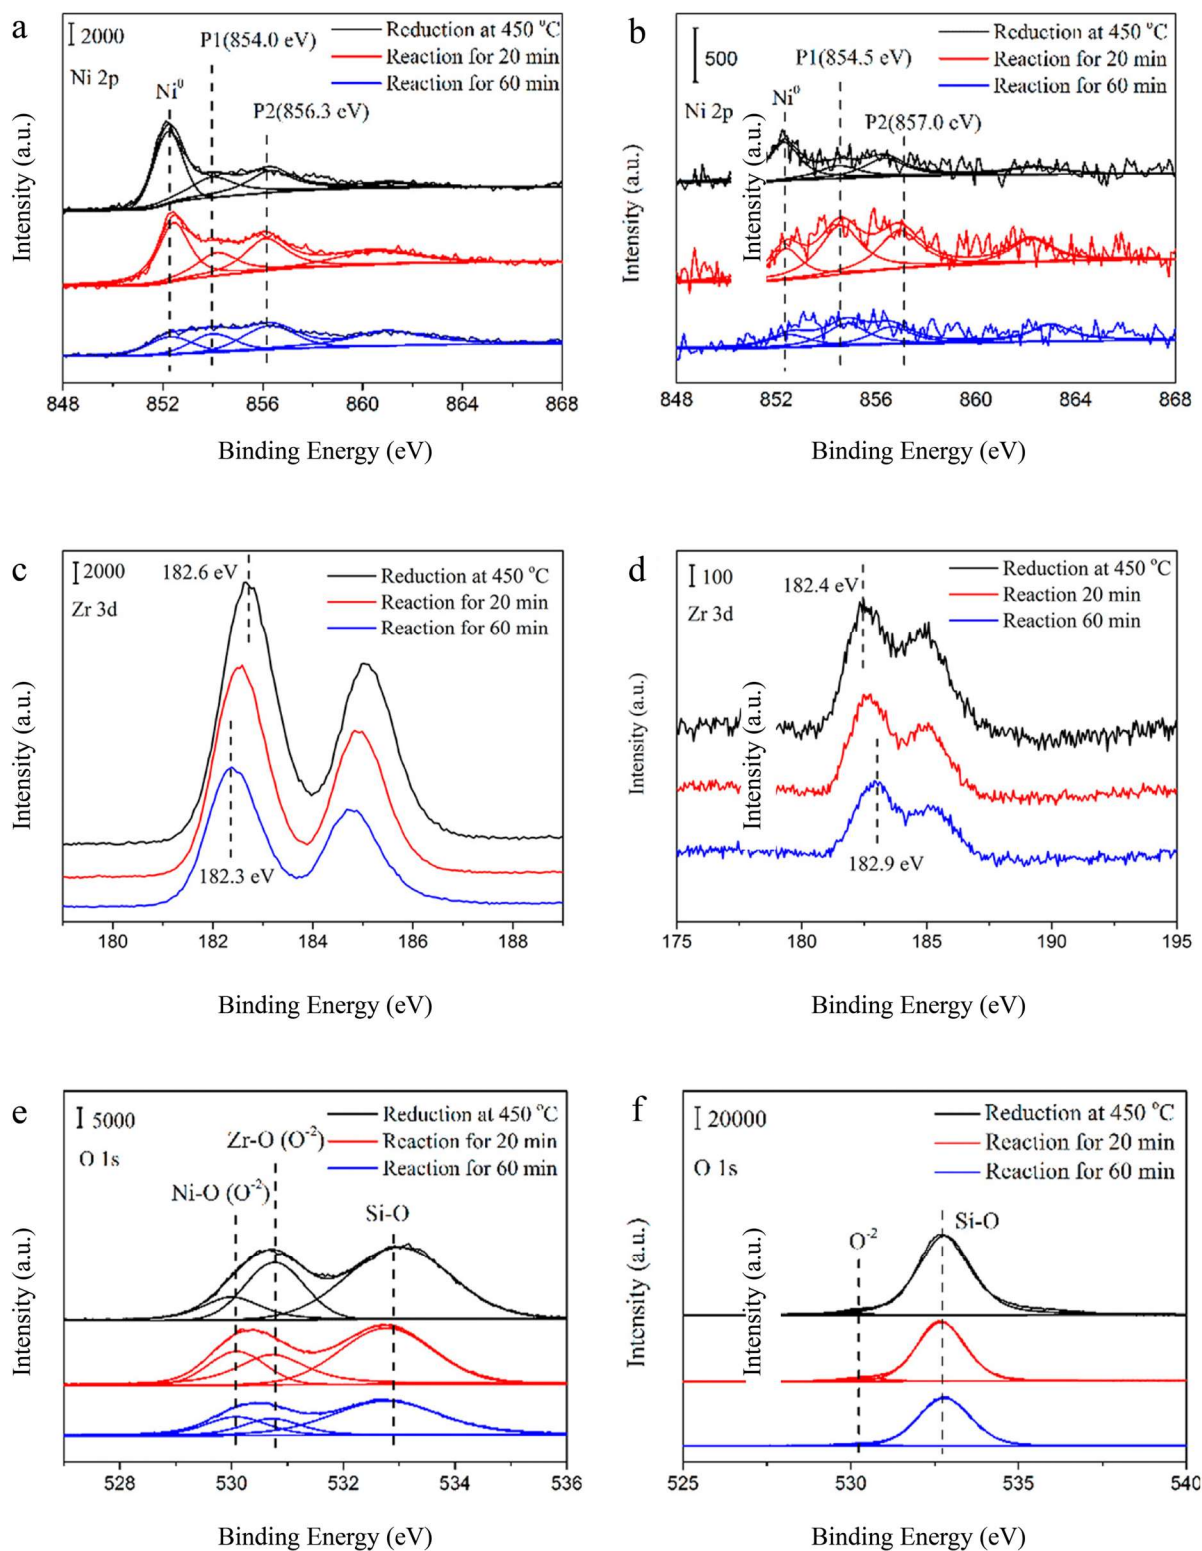 a
2000
Ni 2p
P1(854.0 eV)
Ni⁰
P2(856.3 eV)
Reduction at 450 °C
Reaction for 20 min
Reaction for 60 min
Intensity (a.u.)
848 852 856 860 864 868
Binding Energy (eV)
b
500
Ni 2p
P1(854.5 eV)
Ni⁰
P2(857.0 eV)
Reduction at 450 °C
Reaction for 20 min
Reaction for 60 min
Intensity (a.u.)
Intensity (a.u.)
848 852 856 860 864 868
Binding Energy (eV)
c
2000
Zr 3d
182.6 eV
Reduction at 450 °C
Reaction for 20 min
Reaction for 60 min
182.3 eV
Intensity (a.u.)
180 182 184 186 188
Binding Energy (eV)
d
100
Zr 3d
182.4 eV
Reduction at 450 °C
Reaction 20 min
Reaction 60 min
182.9 eV
Intensity (a.u.)
Intensity (a.u.)
175 180 185 190 195
Binding Energy (eV)
e
5000
O 1s
Zr-O (O⁻²)
Ni-O (O⁻²)
Si-O
Reduction at 450 °C
Reaction for 20 min
Reaction for 60 min
Intensity (a.u.)
528 530 532 534 536
Binding Energy (eV)
f
20000
O 1s
O⁻²
Si-O
Reduction at 450 °C
Reaction for 20 min
Reaction for 60 min
Intensity (a.u.)
Intensity (a.u.)
525 530 535 540
Binding Energy (eV)